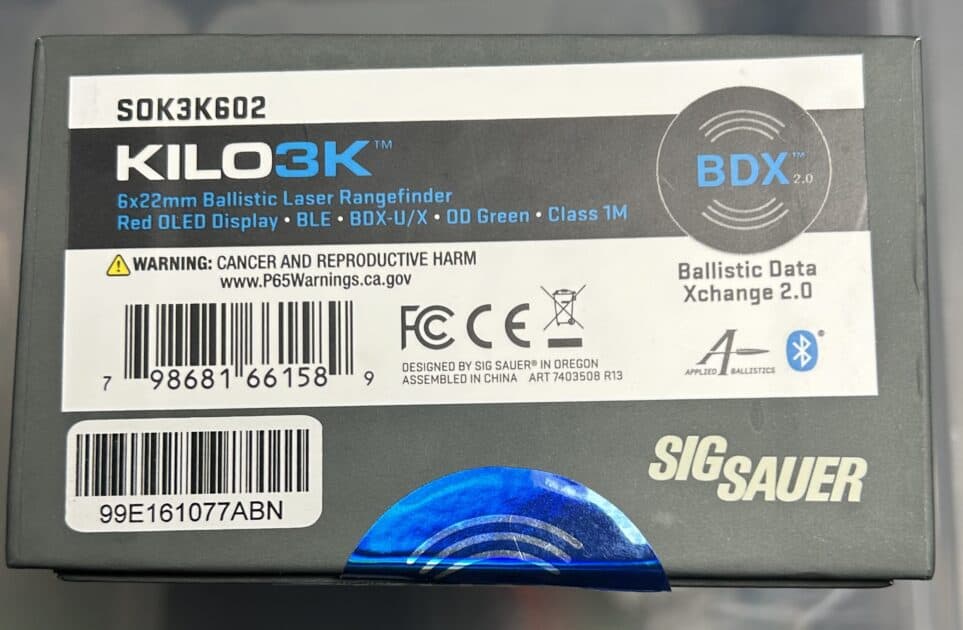 SOK3K602
KILO3K™
6x22mm Ballistic Laser Rangefinder
Red OLED Display • BLE • BDX-U/X • OD Green • Class 1M
BDX™ 2.0
Ballistic Data
Xchange 2.0
WARNING: CANCER AND REPRODUCTIVE HARM
www.P65Warnings.ca.gov
7 98681 66158 9
FC CE
DESIGNED BY SIG SAUER® IN OREGON
ASSEMBLED IN CHINA ART 7403508 R13
A
APPLIED BALLISTICS
99E161077ABN
SIG SAUER